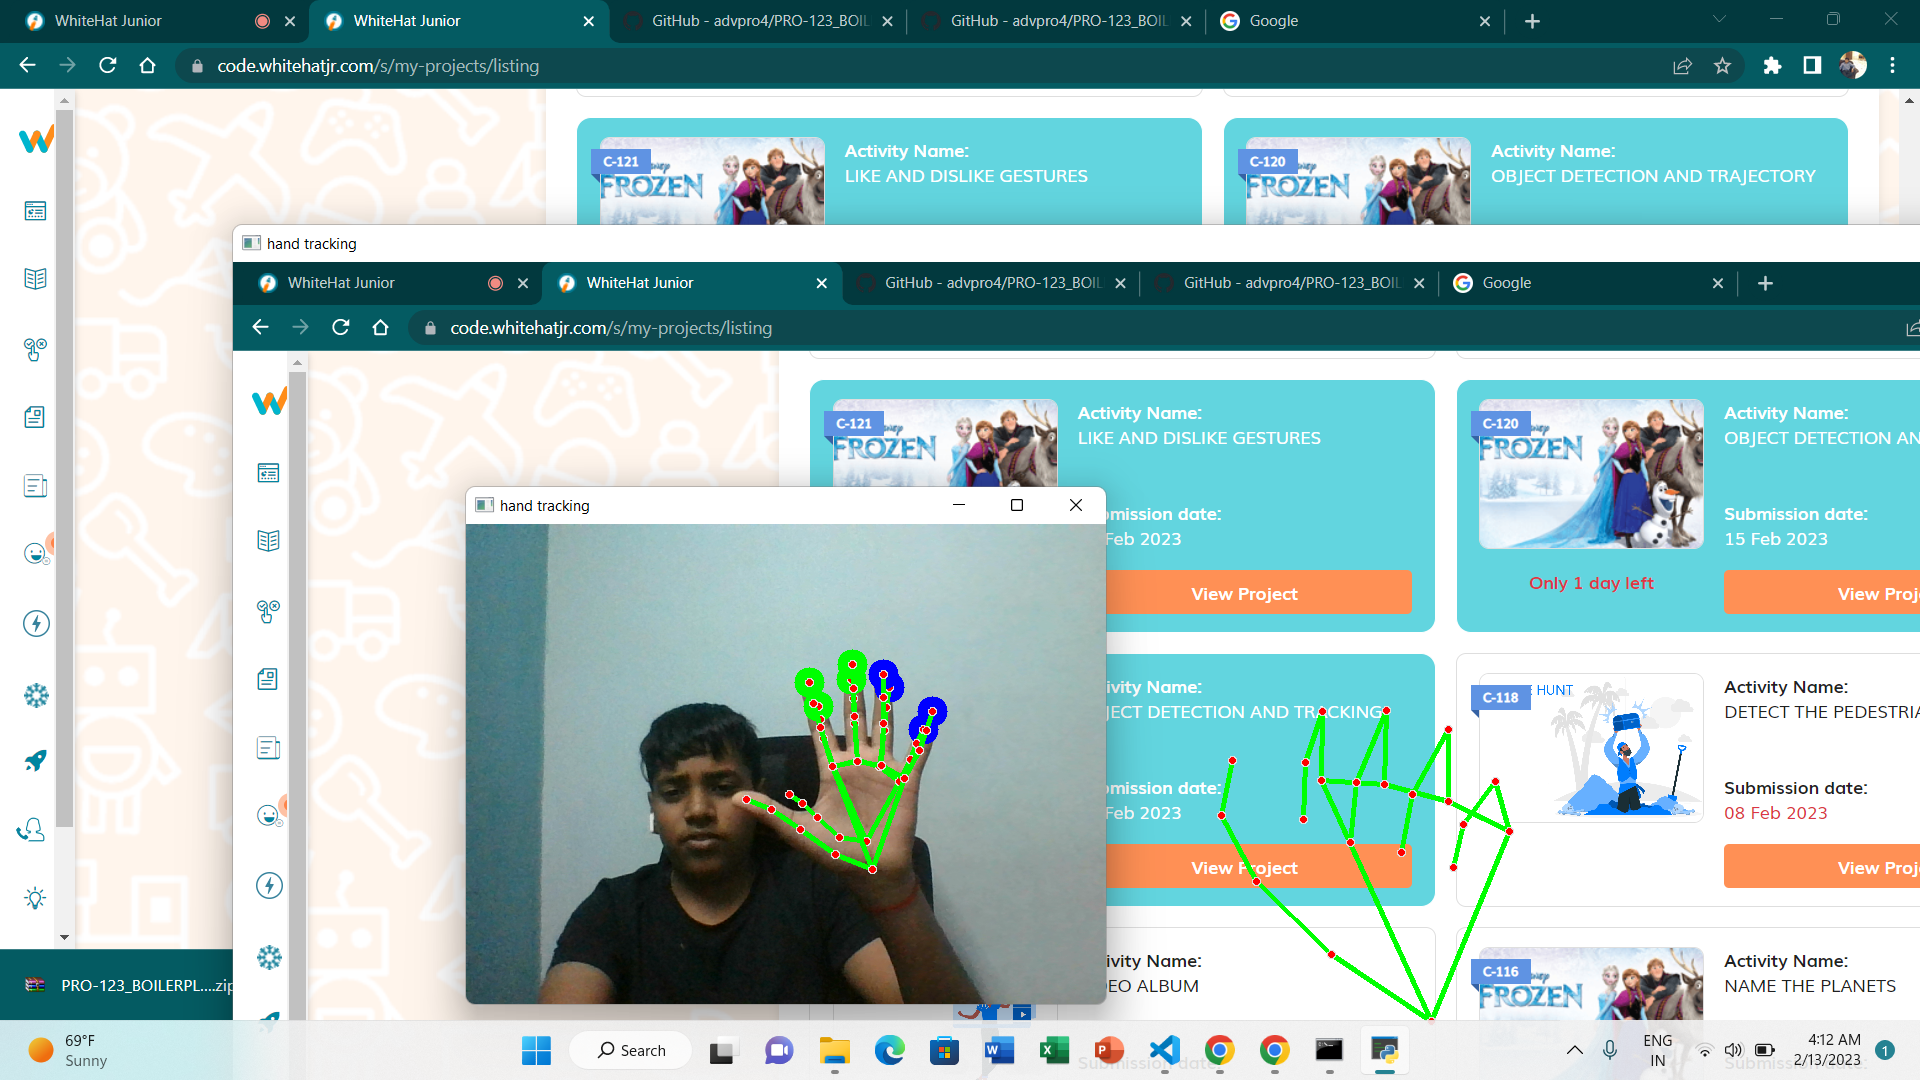 WhiteHat Junior
WhiteHat Junior
GitHub - advpro4/PRO-123_BOIL
GitHub - advpro4/PRO-123_BOIL
Google
code.whitehatjr.com/s/my-projects/listing
C-121
FROZEN
Activity Name:
LIKE AND DISLIKE GESTURES
C-120
FROZEN
Activity Name:
OBJECT DETECTION AND TRAJECTORY
hand tracking
WhiteHat Junior
WhiteHat Junior
GitHub - advpro4/PRO-123_BOIL
GitHub - advpro4/PRO-123_BOIL
Google
code.whitehatjr.com/s/my-projects/listing
C-121
FROZEN
Activity Name:
LIKE AND DISLIKE GESTURES
mission date:
Feb 2023
View Project
C-120
FROZEN
Activity Name:
OBJECT DETECTION AN
Submission date:
15 Feb 2023
Only 1 day left
View Proj
hand tracking
ivity Name:
JECT DETECTION AND TRACKING
mission date:
Feb 2023
View Project
C-118
E HUNT
Activity Name:
DETECT THE PEDESTRIA
Submission date:
08 Feb 2023
View Proj
ivity Name:
EO ALBUM
C-116
FROZEN
Activity Name:
NAME THE PLANETS
Submission date:
Submission date:
PRO-123_BOILERPL....zip
69°F
Sunny
Search
ENG
IN
4:12 AM
2/13/2023
1